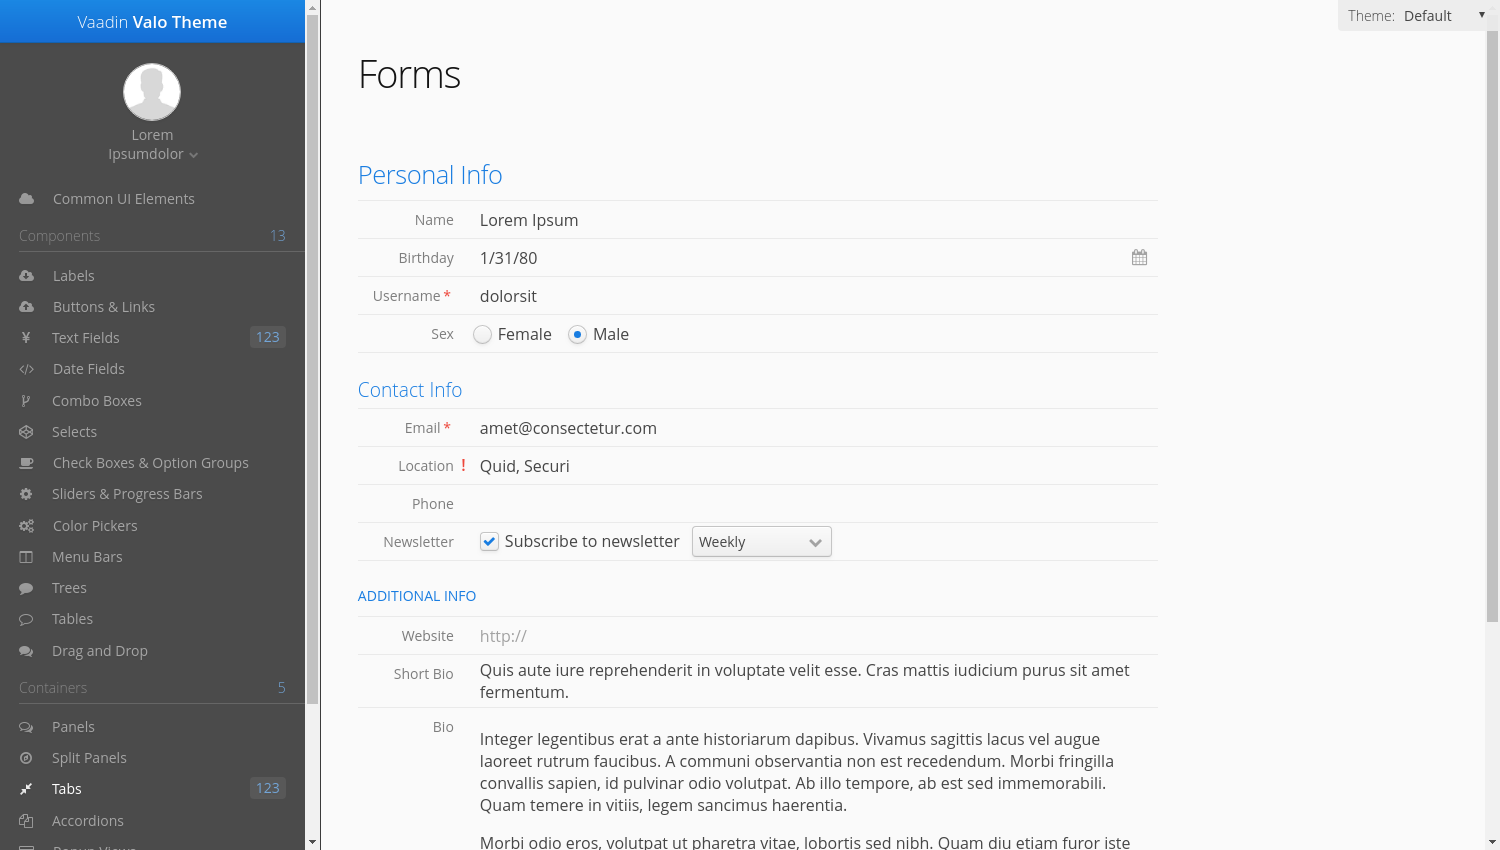 Vaadin Valo Theme
Lorem
Ipsumdolor
Common UI Elements
Components 13
Labels
Buttons & Links
Text Fields 123
Date Fields
Combo Boxes
Selects
Check Boxes & Option Groups
Sliders & Progress Bars
Color Pickers
Menu Bars
Trees
Tables
Drag and Drop
Containers 5
Panels
Split Panels
Tabs 123
Accordions
Popup Views
Theme: Default
Forms
Personal Info
Name Lorem Ipsum
Birthday 1/31/80
Username * dolorsit
Sex Female Male
Contact Info
Email * amet@consectetur.com
Location ! Quid, Securi
Phone
Newsletter Subscribe to newsletter Weekly
ADDITIONAL INFO
Website http://
Short Bio Quis aute iure reprehenderit in voluptate velit esse. Cras mattis iudicium purus sit amet
fermentum.
Bio
Integer legentibus erat a ante historiarum dapibus. Vivamus sagittis lacus vel augue
laoreet rutrum faucibus. A communi observantia non est recedendum. Morbi fringilla
convallis sapien, id pulvinar odio volutpat. Ab illo tempore, ab est sed immemorabili.
Quam temere in vitiis, legem sancimus haerentia.
Morbi odio eros, volutpat ut pharetra vitae, lobortis sed nibh. Quam diu etiam furor iste